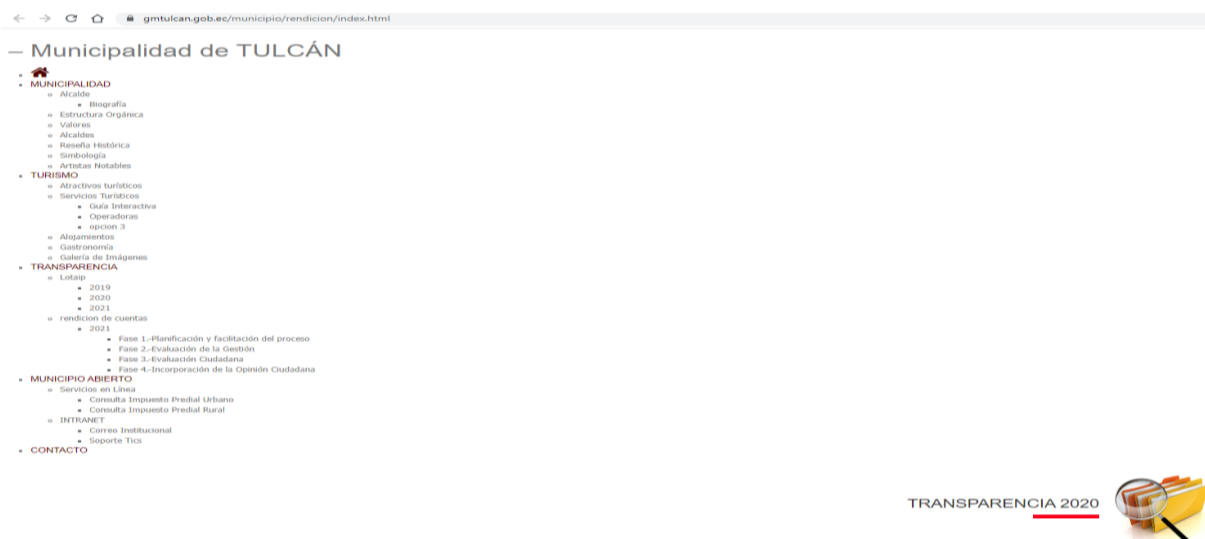 gmtulcan.gob.ec/municipio/rendicion/index.html
— Municipalidad de TULCÁN
MUNICIPALIDAD
Alcalde
Biografía
Estructura Orgánica
Valores
Alcaldes
Reseña Histórica
Simbología
Artistas Notables
TURISMO
Atractivos turísticos
Servicios Turísticos
Guía Interactiva
Operadoras
opcion 3
Alojamientos
Gastronomía
Galería de Imágenes
TRANSPARENCIA
Lotaip
2019
2020
2021
rendicion de cuentas
2021
Fase 1.-Planificación y facilitación del proceso
Fase 2.-Evaluación de la Gestión
Fase 3.-Evaluación Ciudadana
Fase 4.-Incorporación de la Opinión Ciudadana
MUNICIPIO ABIERTO
Servicios en Línea
Consulta Impuesto Predial Urbano
Consulta Impuesto Predial Rural
INTRANET
Correo Institucional
Soporte Tics
CONTACTO
TRANSPARENCIA 2020